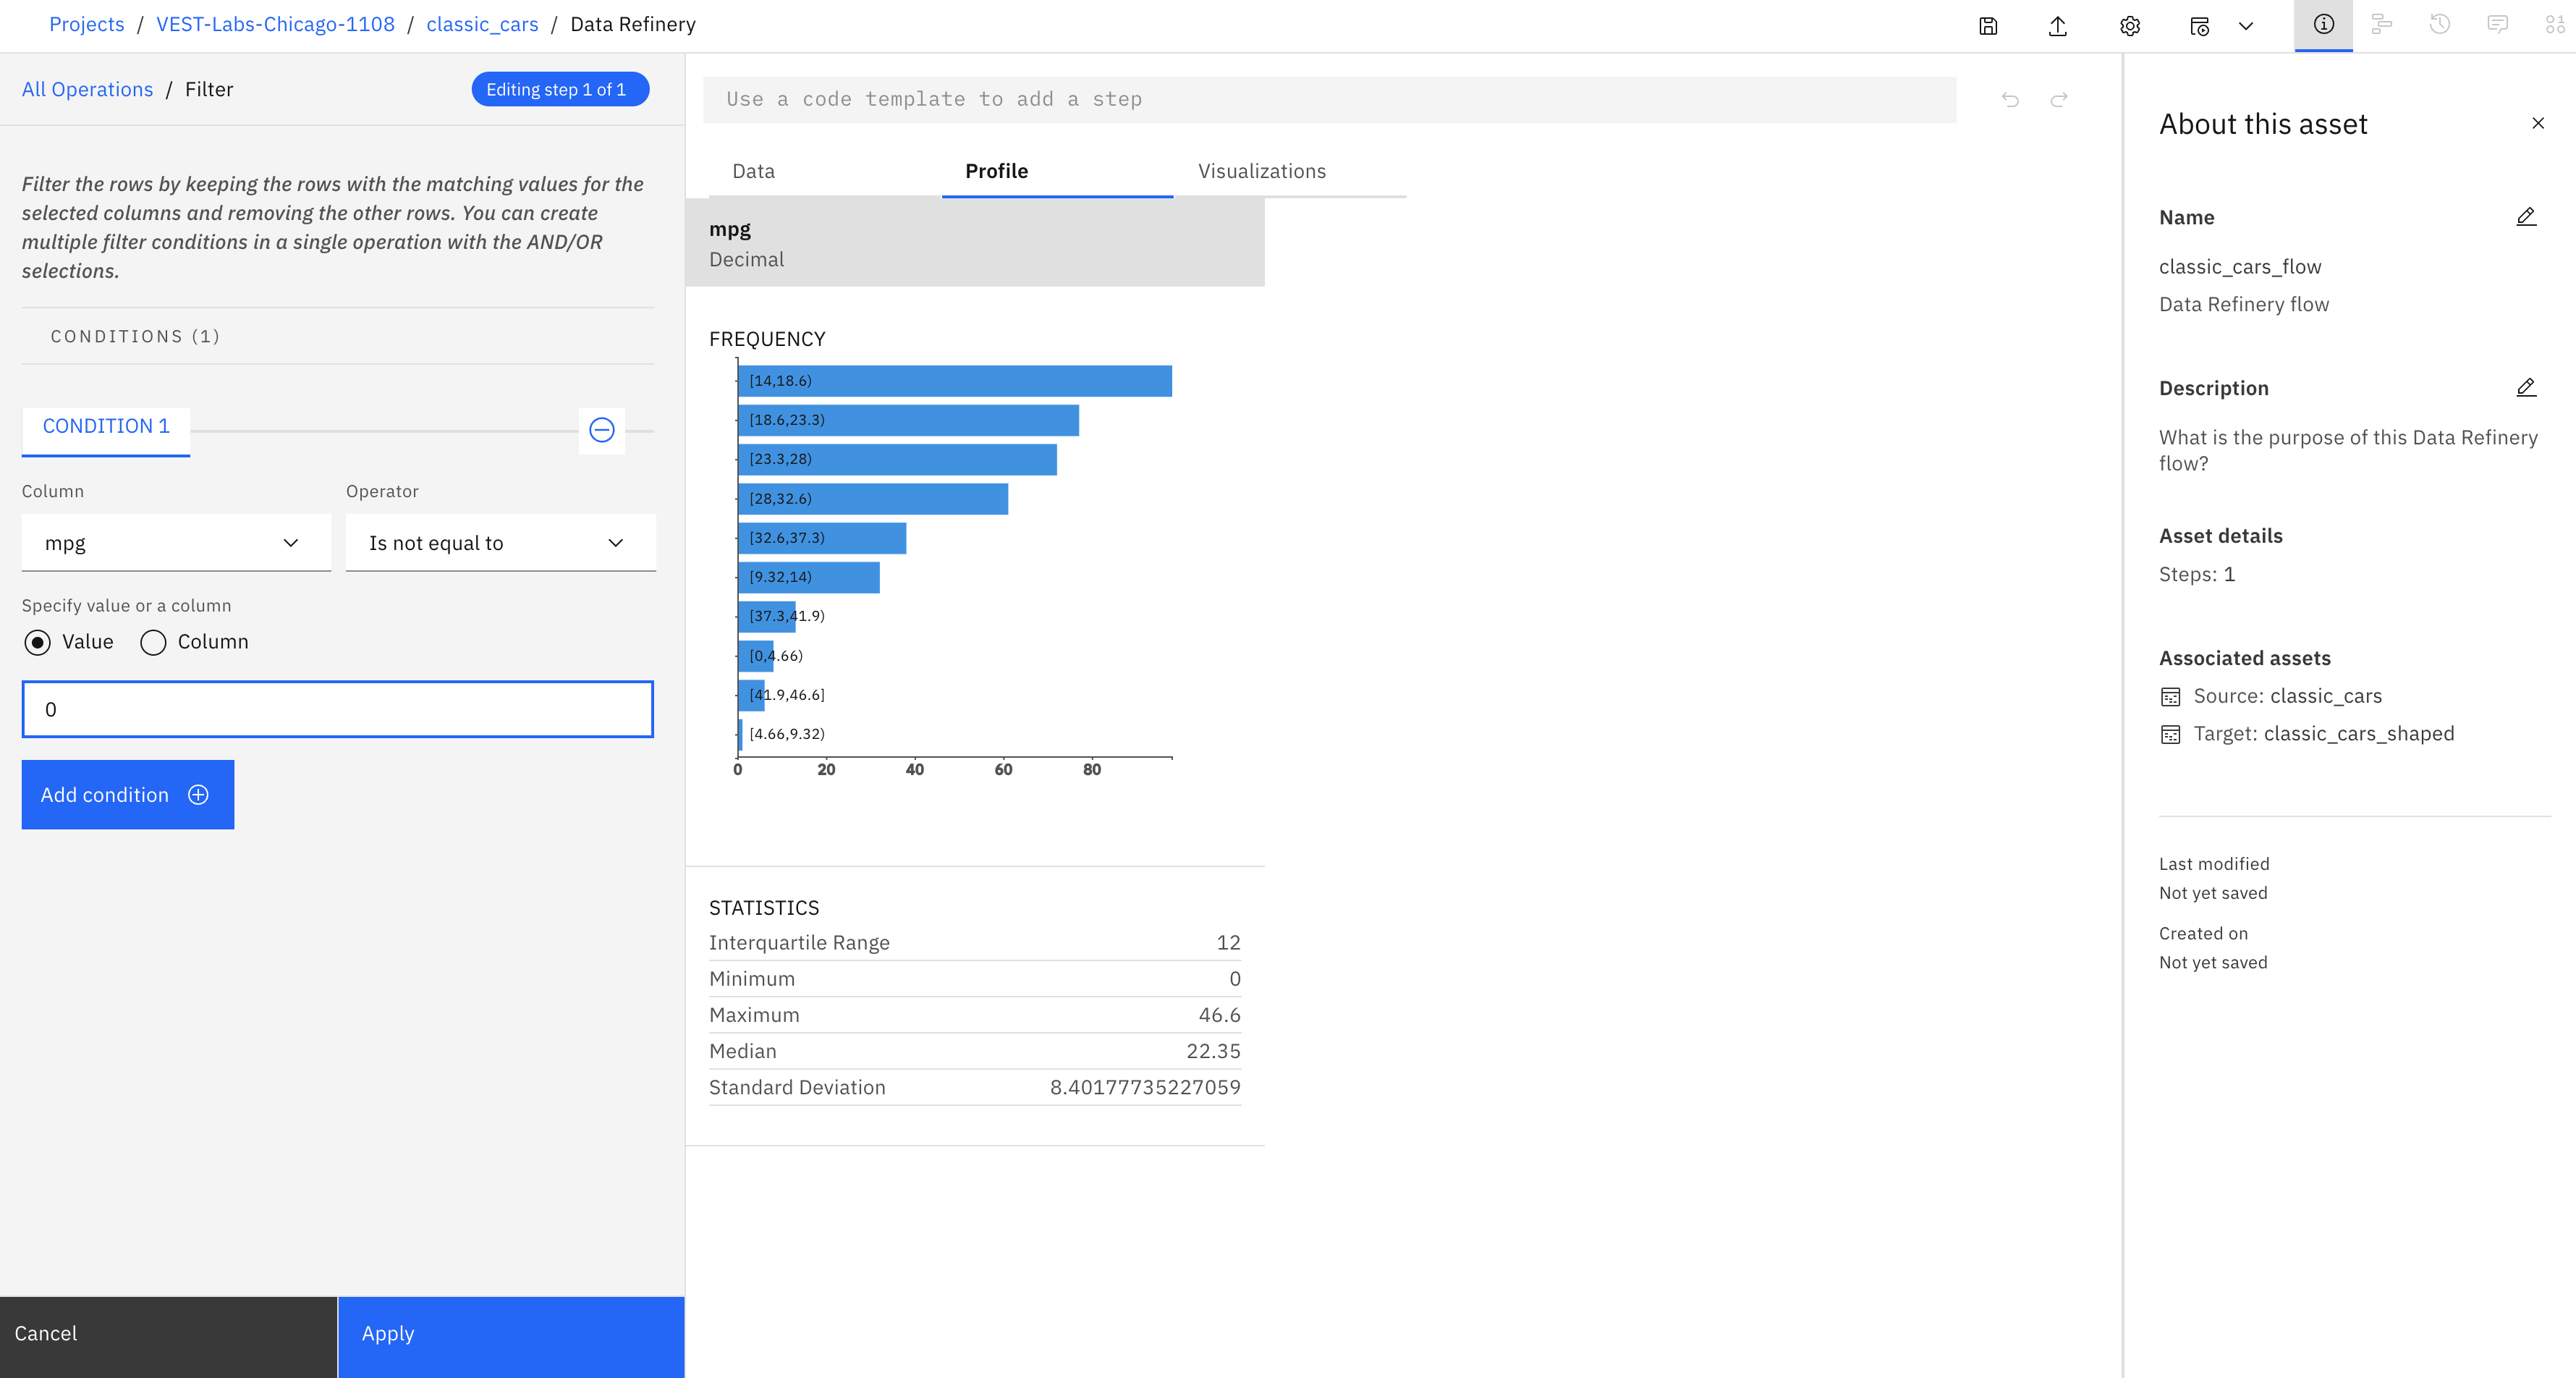 Projects / VEST-Labs-Chicago-1108 / classic_cars / Data Refinery
All Operations / Filter
Editing step 1 of 1
Filter the rows by keeping the rows with the matching values for the
selected columns and removing the other rows. You can create
multiple filter conditions in a single operation with the AND/OR
selections.
CONDITIONS (1)
CONDITION 1
Column
Operator
mpg
Is not equal to
Specify value or a column
Value
Column
0
Add condition
Cancel
Apply
Use a code template to add a step
Data
Profile
Visualizations
mpg
Decimal
FREQUENCY
[14,18.6)
[18.6,23.3)
[23.3,28)
[28,32.6)
[32.6,37.3)
[9.32,14)
[37.3,41.9)
[0,4.66)
[41.9,46.6]
[4.66,9.32)
0 20 40 60 80
STATISTICS
Interquartile Range 12
Minimum 0
Maximum 46.6
Median 22.35
Standard Deviation 8.40177735227059
About this asset
Name
classic_cars_flow
Data Refinery flow
Description
What is the purpose of this Data Refinery
flow?
Asset details
Steps: 1
Associated assets
Source: classic_cars
Target: classic_cars_shaped
Last modified
Not yet saved
Created on
Not yet saved